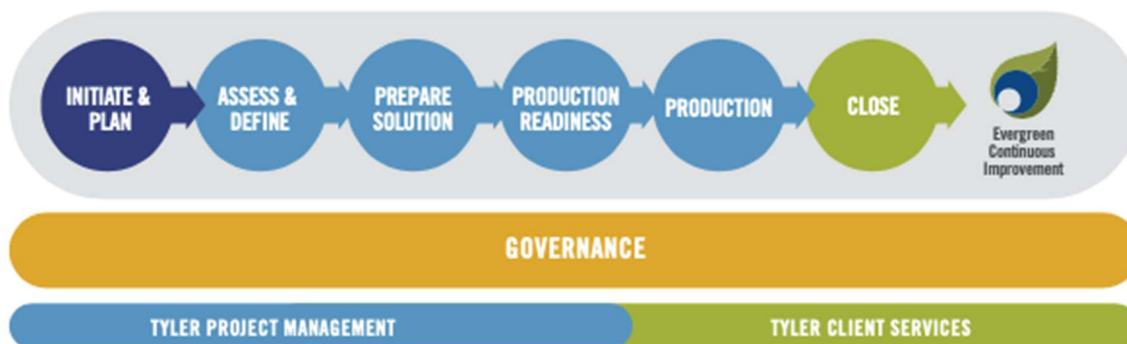 INITIATE &
PLAN
ASSESS &
DEFINE
PREPARE
SOLUTION
PRODUCTION
READINESS
PRODUCTION
CLOSE
Evergreen
Continuous
Improvement
GOVERNANCE
TYLER PROJECT MANAGEMENT
TYLER CLIENT SERVICES